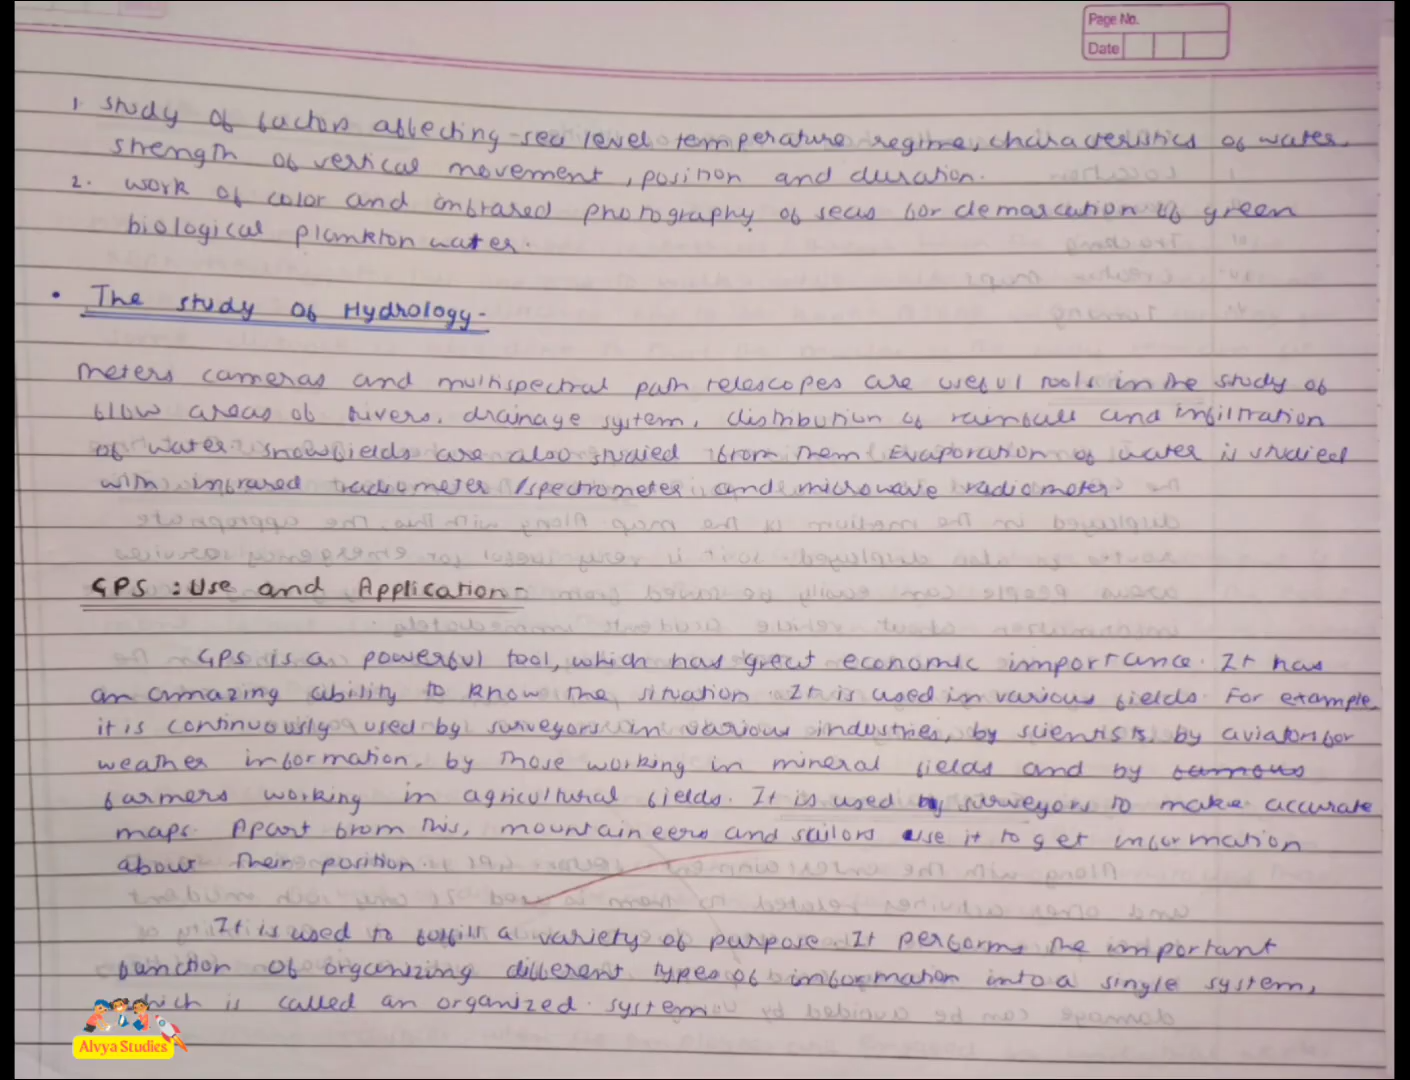 Page No.
Date
1. study of factors affecting sea level temperature regime, characteristics of water,
strength of vertical movement, position and duration.
2. work of color and infrared photography of seas for demarcation of green
biological plankton water.
• The study of Hydrology-
meters cameras and multispectral path telescopes are useful tools in the study of
flow areas of rivers, drainage system, distribution of rainfall and infiltration
of water snowfields are also studied from them Evaporation of water is studied
with infrared radiometer /spectrometer and microwave radiometer.
GPS : Use and Application-
GPS is a powerful tool, which has great economic importance. It has
an amazing ability to know the situation. It is used in various fields. For example
it is continuously used by surveyors in various industries, by scientists, by aviators for
weather information, by those working in mineral fields and by
farmers working in agricultural fields. It is used by surveyors to make accurate
maps. Apart from this, mountaineers and sailors use it to get information
about their position.
It is used to fulfill a variety of purpose It performs the important
function of organizing different types of information into a single system,
which is called an organized system
Alvya Studies